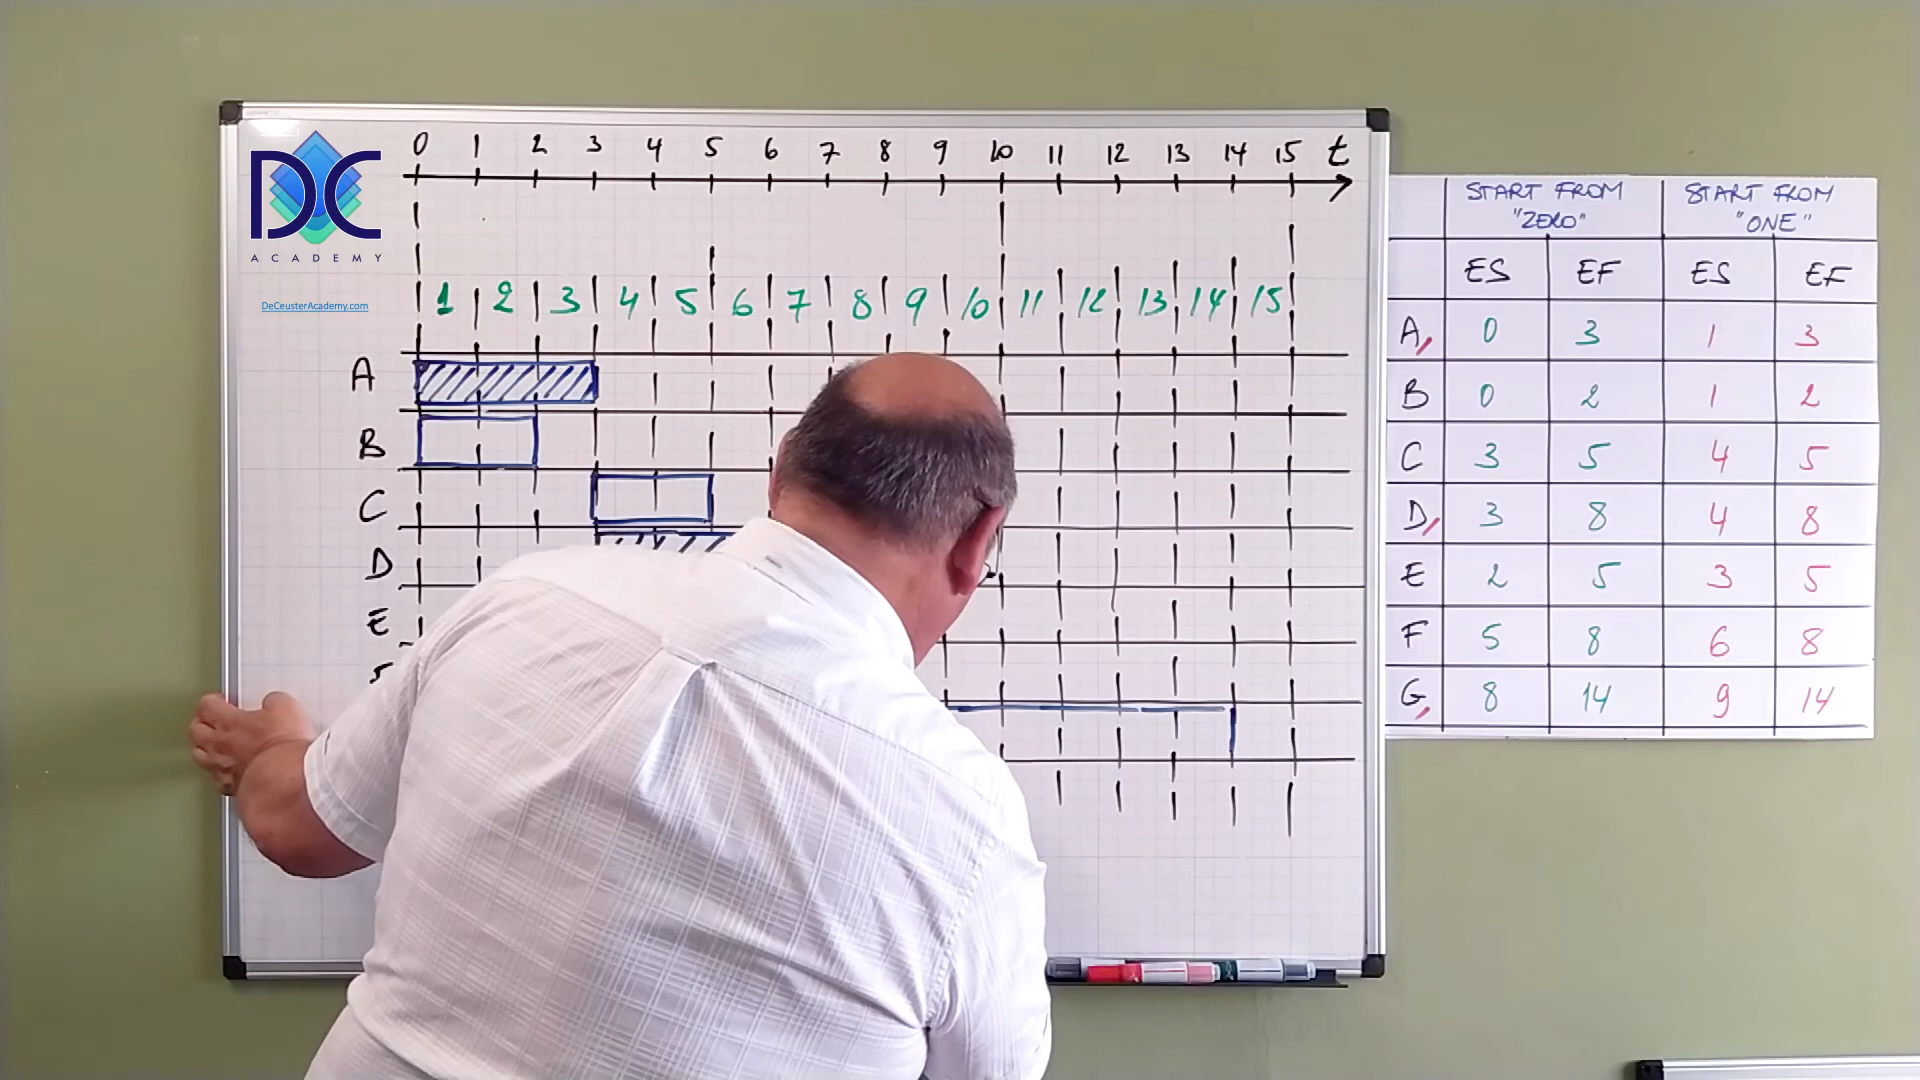 0 1 2 3 4 5 6 7 8 9 10 11 12 13 14 15 t
DC
ACADEMY
DeCeusterAcademy.com
1 2 3 4 5 6 7 8 9 10 11 12 13 14 15
A
B
C
D
E
START FROM "ZERO" START FROM "ONE"
ES EF ES EF
A, 0 3 1 3
B 0 2 1 2
C 3 5 4 5
D, 3 8 4 8
E 2 5 3 5
F 5 8 6 8
G, 8 14 9 14